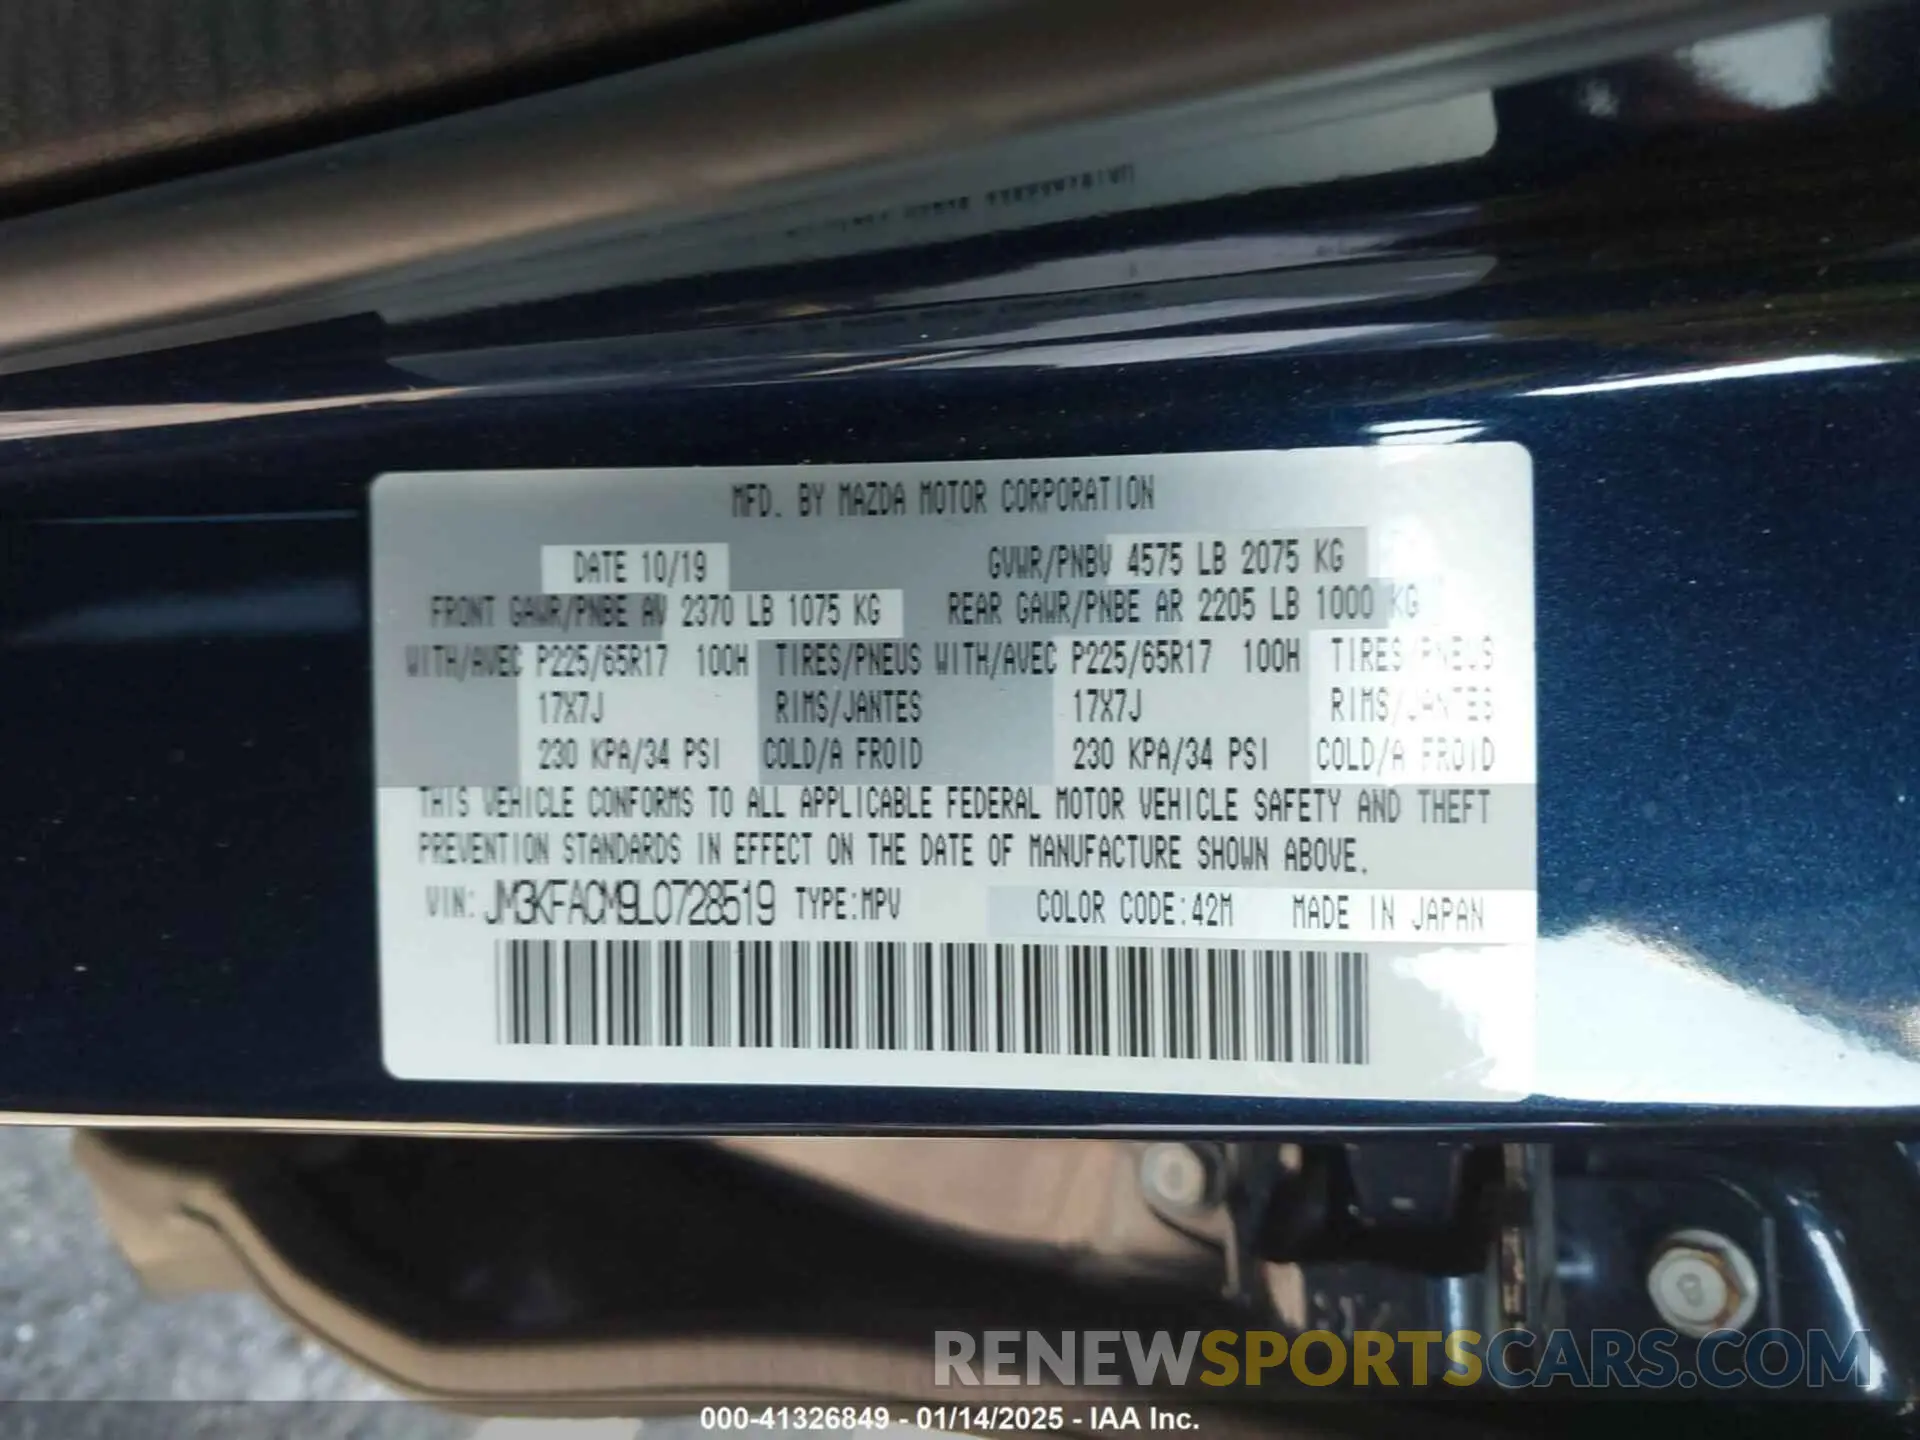 MFD. BY MAZDA MOTOR CORPORATION
DATE 10/19 GVWR/PNBV 4575 LB 2075 KG
FRONT GAWR/PNBE AV 2370 LB 1075 KG REAR GAWR/PNBE AR 2205 LB 1000 KG
WITH/AVEC P225/65R17 100H TIRES/PNEUS WITH/AVEC P225/65R17 100H TIRES/PNEUS
17X7J RIMS/JANTES 17X7J RIMS/JANTES
230 KPA/34 PSI COLD/A FROID 230 KPA/34 PSI COLD/A FROID
THIS VEHICLE CONFORMS TO ALL APPLICABLE FEDERAL MOTOR VEHICLE SAFETY AND THEFT
PREVENTION STANDARDS IN EFFECT ON THE DATE OF MANUFACTURE SHOWN ABOVE.
VIN: JM3KFACM9L0728519 TYPE:MPV COLOR CODE:42M MADE IN JAPAN
RENEWSPORTSCARS.COM
000-41326849 - 01/14/2025 - IAA Inc.